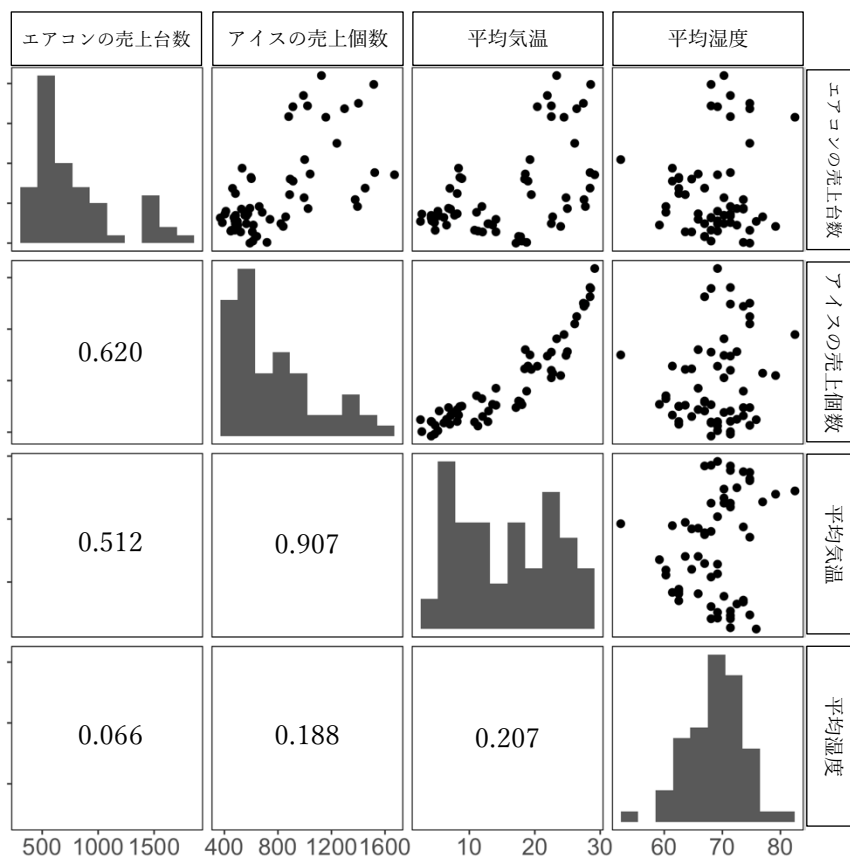 エアコンの売上台数
アイスの売上個数
平均気温
平均湿度
エアコンの売上台数
0.620
アイスの売上個数
0.512
0.907
平均気温
0.066
0.188
0.207
平均湿度
500 1000 1500
400 800 1200 1600
10 20 30
60 70 80